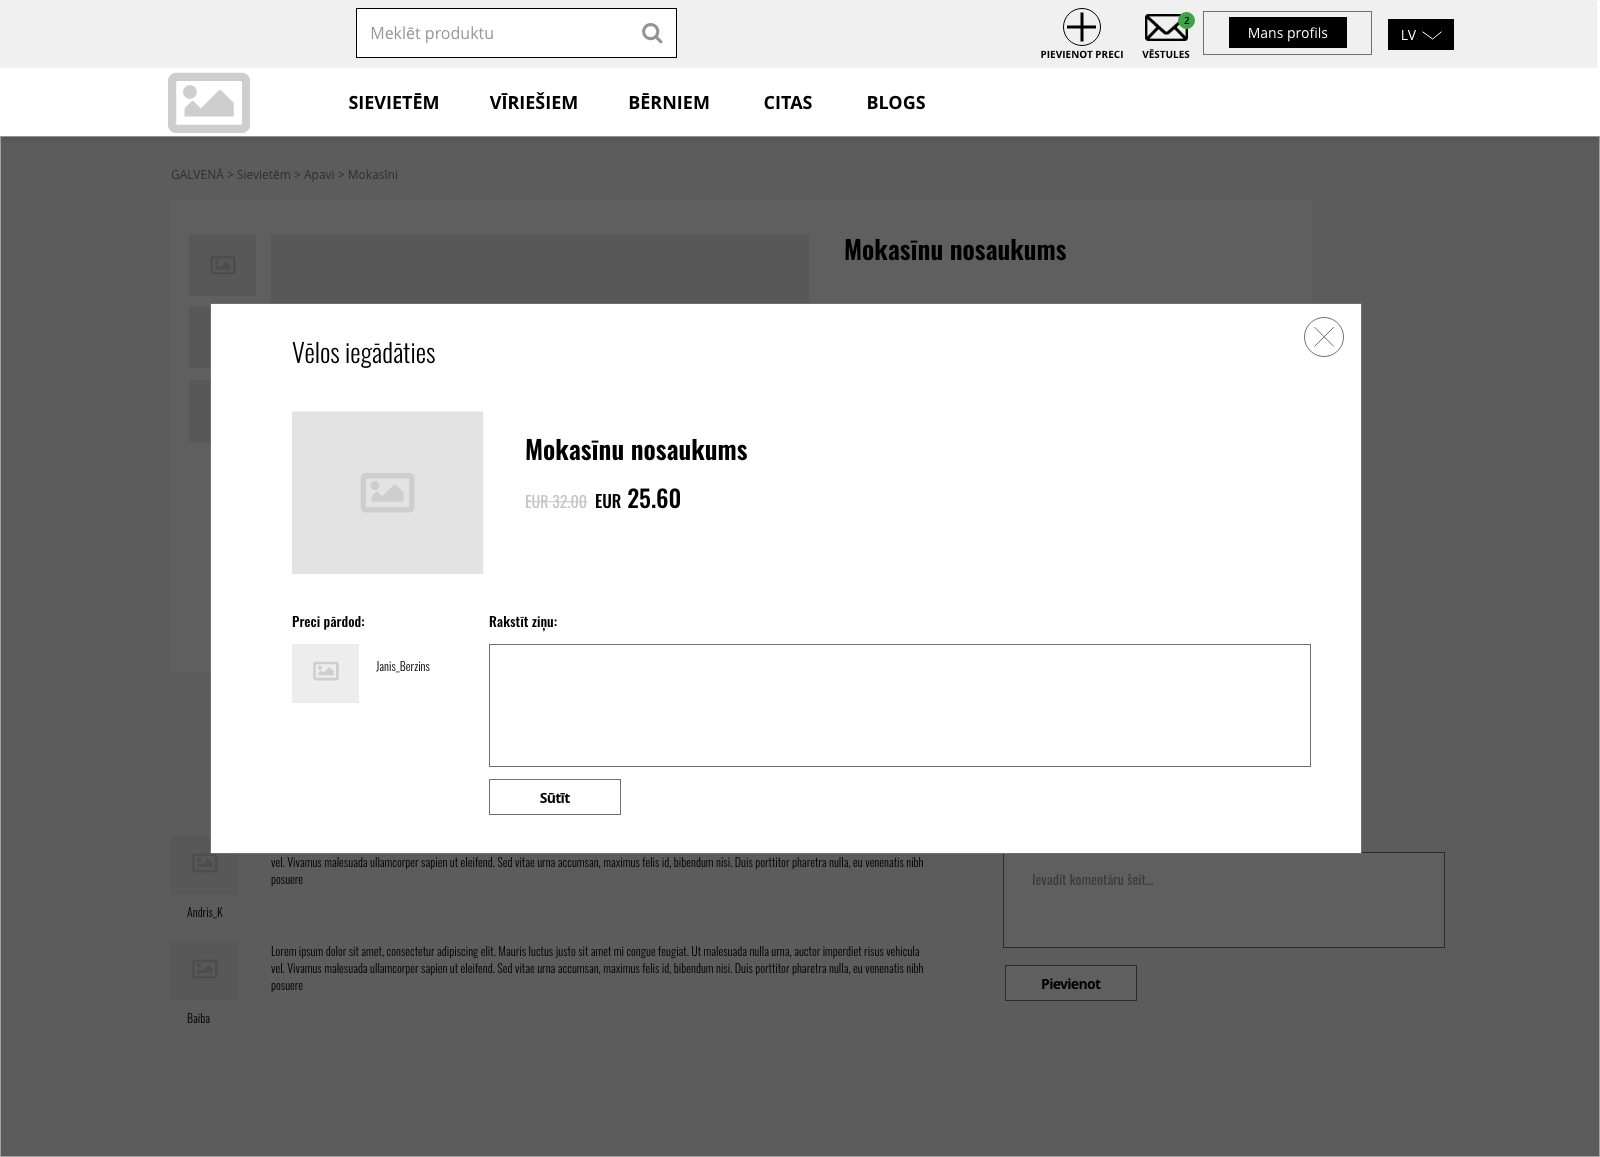 Meklēt produktu
PIEVIENOT PRECI
VĒSTULES
2
Mans profils
LV
SIEVIETĒM
VĪRIEŠIEM
BĒRNIEM
CITAS
BLOGS
GALVENĀ > Sievietēm > Apavi > Mokasīni
Mokasīnu nosaukums
Vēlos iegādāties
Mokasīnu nosaukums
EUR 32.00 EUR 25.60
Preci pārdod:
Janis_Berzins
Rakstīt ziņu:
Sūtīt
vel. Vivamus malesuada ullamcorper sapien ut eleifend. Sed vitae urna accumsan, maximus felis id, bibendum nisi. Duis porttitor pharetra nulla, eu venenatis nibh
posuere
Andris_K
Ievadīt komentāru šeit...
Lorem ipsum dolor sit amet, consectetur adipiscing elit. Mauris luctus justo sit amet mi congue feugiat. Ut malesuada nulla urna, auctor imperdiet risus vehicula
vel. Vivamus malesuada ullamcorper sapien ut eleifend. Sed vitae urna accumsan, maximus felis id, bibendum nisi. Duis porttitor pharetra nulla, eu venenatis nibh
posuere
Baiba
Pievienot